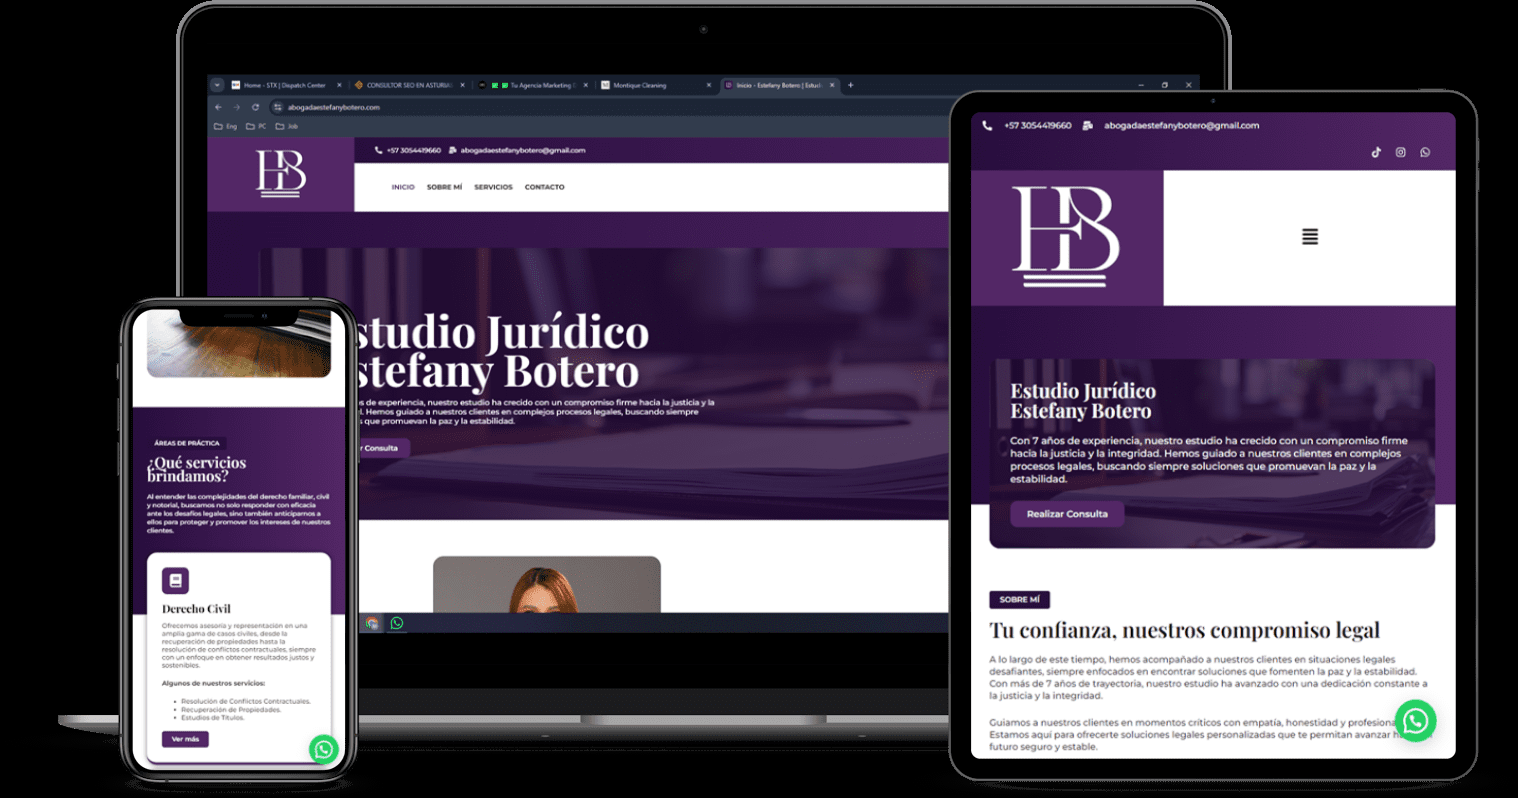 Home - STX | Dispatch Center
CONSULTOR SEO EN ASTURIA
Tu Agencia Marketing D
Montique Cleaning
Inicio - Estefany Botero | Estud
abogadaestefanybotero.com
Eng
PC
Job
+57 3054419660
abogadaestefanybotero@gmail.com
INICIO
SOBRE MÍ
SERVICIOS
CONTACTO
studio Jurídico
stefany Botero
s de experiencia, nuestro estudio ha crecido con un compromiso firme hacia la justicia y la
l. Hemos guiado a nuestros clientes en complejos procesos legales, buscando siempre
s que promuevan la paz y la estabilidad.
r Consulta
ÁREAS DE PRÁCTICA
¿Qué servicios
brindamos?
Al entender las complejidades del derecho familiar, civil
y notorial, buscamos no solo responder con eficacia
ante los desafíos legales, sino también anticiparnos a
ellos para proteger y promover los intereses de nuestros
clientes.
Derecho Civil
Ofrecemos asesoría y representación en una
amplia gama de casos civiles, desde la
recuperación de propiedades hasta la
resolución de conflictos contractuales, siempre
con un enfoque en obtener resultados justos y
sostenibles.
Algunos de nuestros servicios:
Resolución de Conflictos Contractuales.
Recuperación de Propiedades.
Estudios de Títulos.
Ver más
+57 3054419660
abogadaestefanybotero@gmail.com
Estudio Jurídico
Estefany Botero
Con 7 años de experiencia, nuestro estudio ha crecido con un compromiso firme
hacia la justicia y la integridad. Hemos guiado a nuestros clientes en complejos
procesos legales, buscando siempre soluciones que promuevan la paz y la
estabilidad.
Realizar Consulta
SOBRE MÍ
Tu confianza, nuestros compromiso legal
A lo largo de este tiempo, hemos acompañado a nuestros clientes en situaciones legales
desafiantes, siempre enfocados en encontrar soluciones que fomenten la paz y la estabilidad.
Con más de 7 años de trayectoria, nuestro estudio ha avanzado con una dedicación constante a
la justicia y la integridad.
Guiamos a nuestros clientes en momentos críticos con empatía, honestidad y profesiona
Estamos aquí para ofrecerte soluciones legales personalizadas que te permitan avanzar h
futuro seguro y estable.